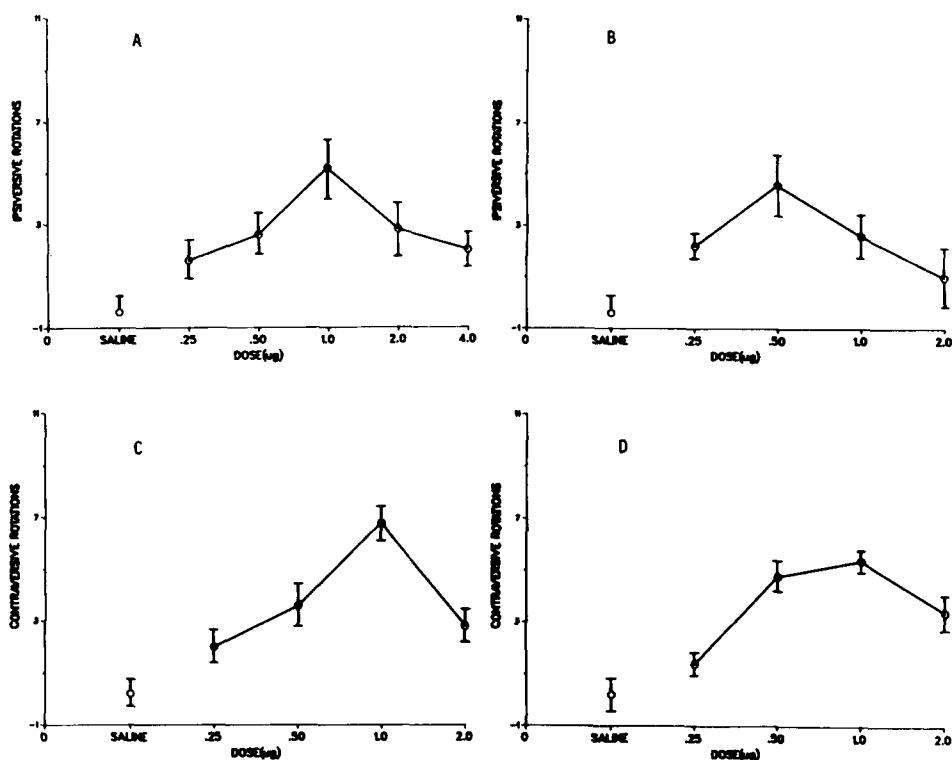 A
11
7
3
-1
IPSIVERSIVE ROTATIONS
0 SALINE .25 .50 1.0 2.0 4.0
DOSE(μg)
B
11
7
3
-1
IPSIVERSIVE ROTATIONS
0 SALINE .25 .50 1.0 2.0
DOSE(μg)
C
11
7
3
-1
CONTRAVERSIVE ROTATIONS
0 SALINE .25 .50 1.0 2.0
DOSE(μg)
D
11
7
3
-1
CONTRAVERSIVE ROTATIONS
0 SALINE .25 .50 1.0 2.0
DOSE(μg)